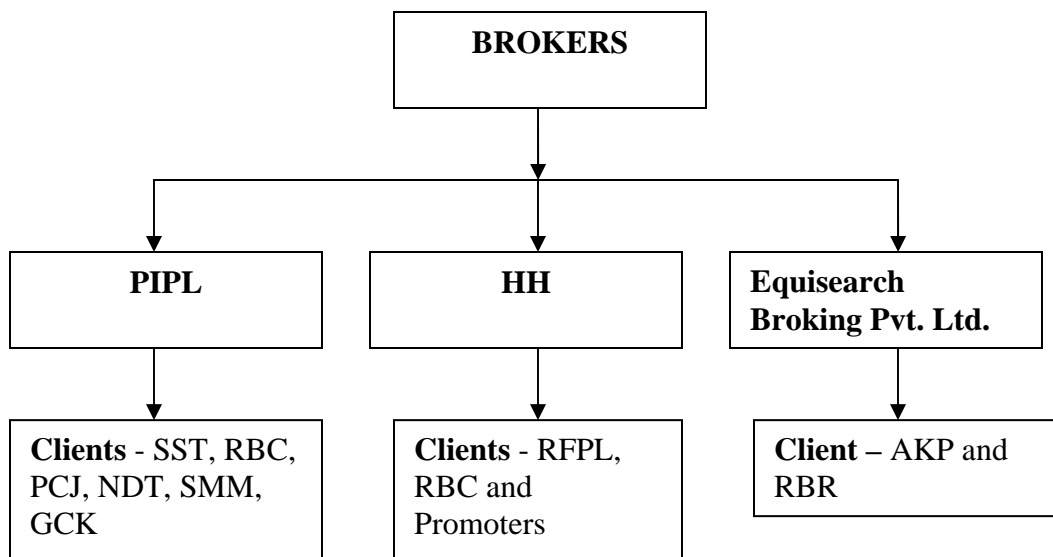 BROKERS
PIPL
HH
Equisearch
Broking Pvt. Ltd.
Clients - SST, RBC,
PCJ, NDT, SMM,
GCK
Clients - RFPL,
RBC and
Promoters
Client – AKP and
RBR